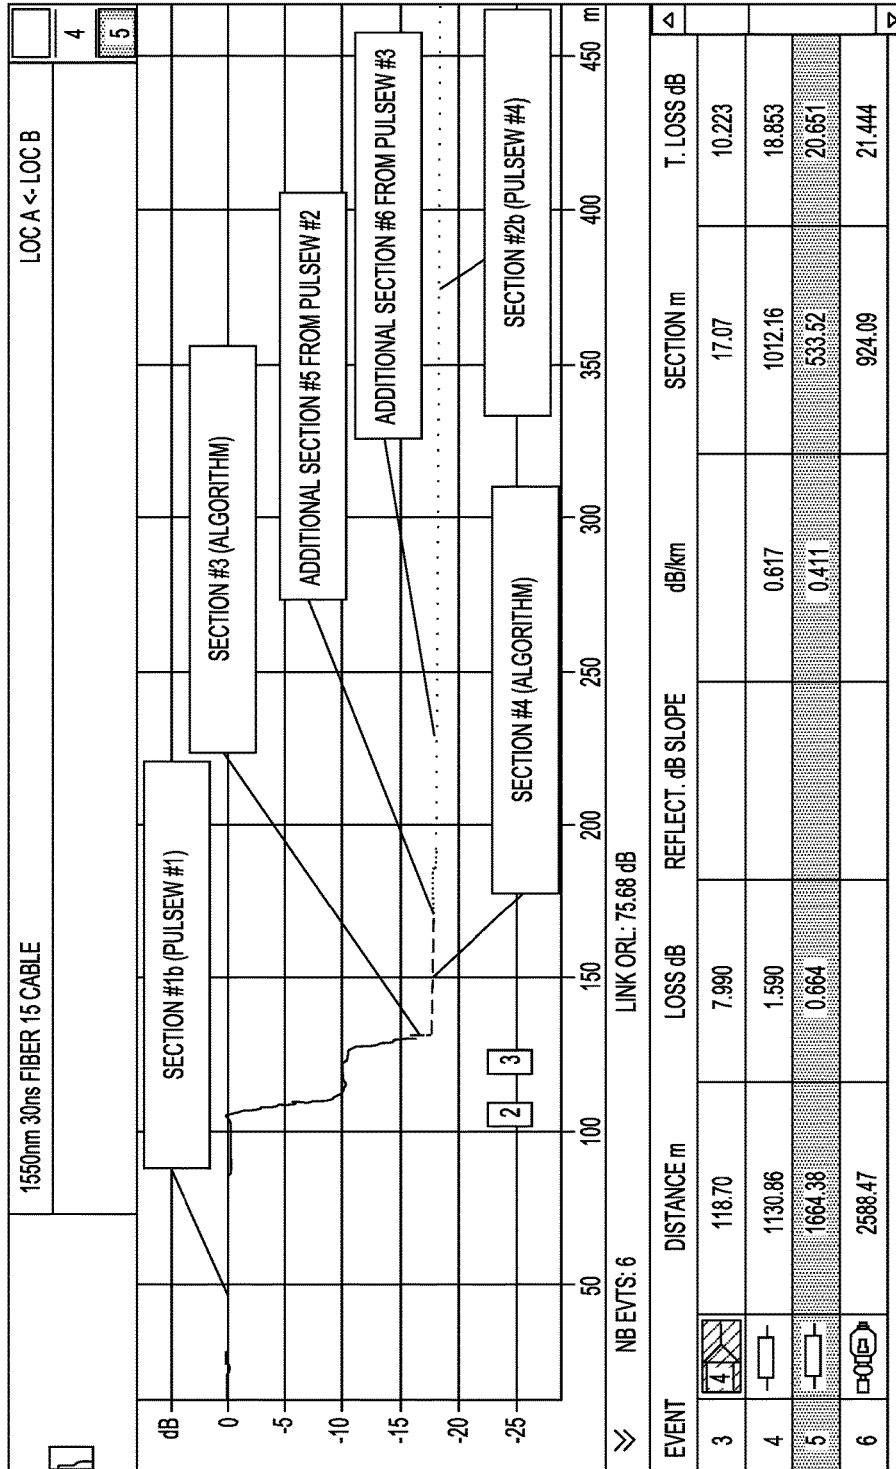 1550nm 30ns FIBER 15 CABLE
LOC A <- LOC B
4
5
SECTION #1b (PULSEW #1)
SECTION #3 (ALGORITHM)
ADDITIONAL SECTION #5 FROM PULSEW #2
ADDITIONAL SECTION #6 FROM PULSEW #3
SECTION #2b (PULSEW #4)
SECTION #4 (ALGORITHM)
dB
0
-5
-10
-15
-20
-25
2
3
50 100 150 200 250 300 350 400 450 m
NB EVTS: 6
LINK ORL: 75.68 dB
EVENT DISTANCE m LOSS dB REFLECT. dB SLOPE dB/km SECTION m T. LOSS dB
3 4 118.70 7.990 17.07 10.223
4 1130.86 1.590 0.617 1012.16 18.853
5 1664.38 0.664 0.411 533.52 20.651
6 2588.47 924.09 21.444